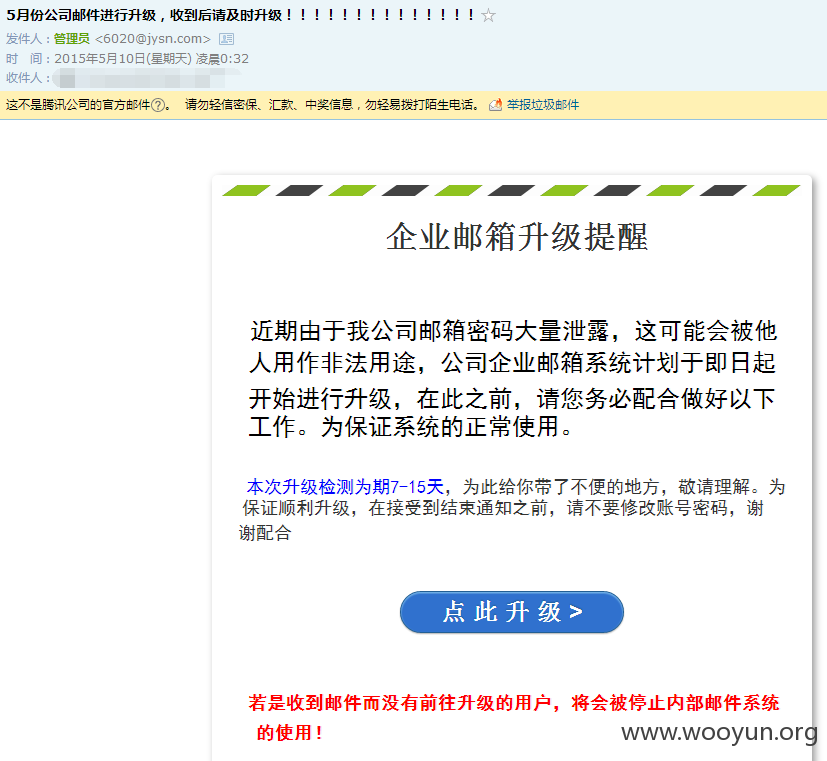 5月份公司邮件进行升级，收到后请及时升级！！！！！！！！！！！！！！☆
发件人：管理员 <6020@jysn.com>
时　间：2015年5月10日(星期天) 凌晨0:32
收件人：
这不是腾讯公司的官方邮件?。 请勿轻信密保、汇款、中奖信息，勿轻易拨打陌生电话。 举报垃圾邮件
企业邮箱升级提醒
近期由于我公司邮箱密码大量泄露，这可能会被他
人用作非法用途，公司企业邮箱系统计划于即日起
开始进行升级，在此之前，请您务必配合做好以下
工作。为保证系统的正常使用。
本次升级检测为期7-15天，为此给你带了不便的地方，敬请理解。为
保证顺利升级，在接受到结束通知之前，请不要修改账号密码，谢
谢配合
点此升级>
若是收到邮件而没有前往升级的用户，将会被停止内部邮件系统
的使用！
www.wooyun.org